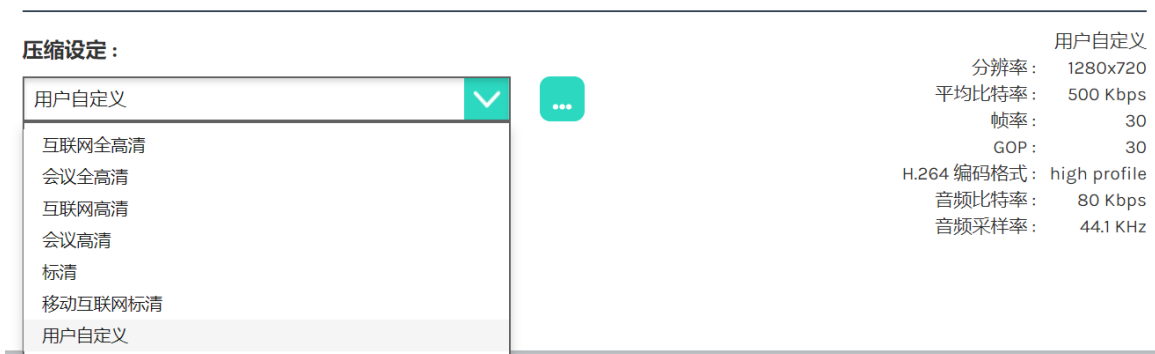 压缩设定 :
用户自定义
...
互联网全高清
会议全高清
互联网高清
会议高清
标清
移动互联网标清
用户自定义
用户自定义
分辨率 : 1280x720
平均比特率 : 500 Kbps
帧率 : 30
GOP : 30
H.264 编码格式 : high profile
音频比特率 : 80 Kbps
音频采样率 : 44.1 KHz